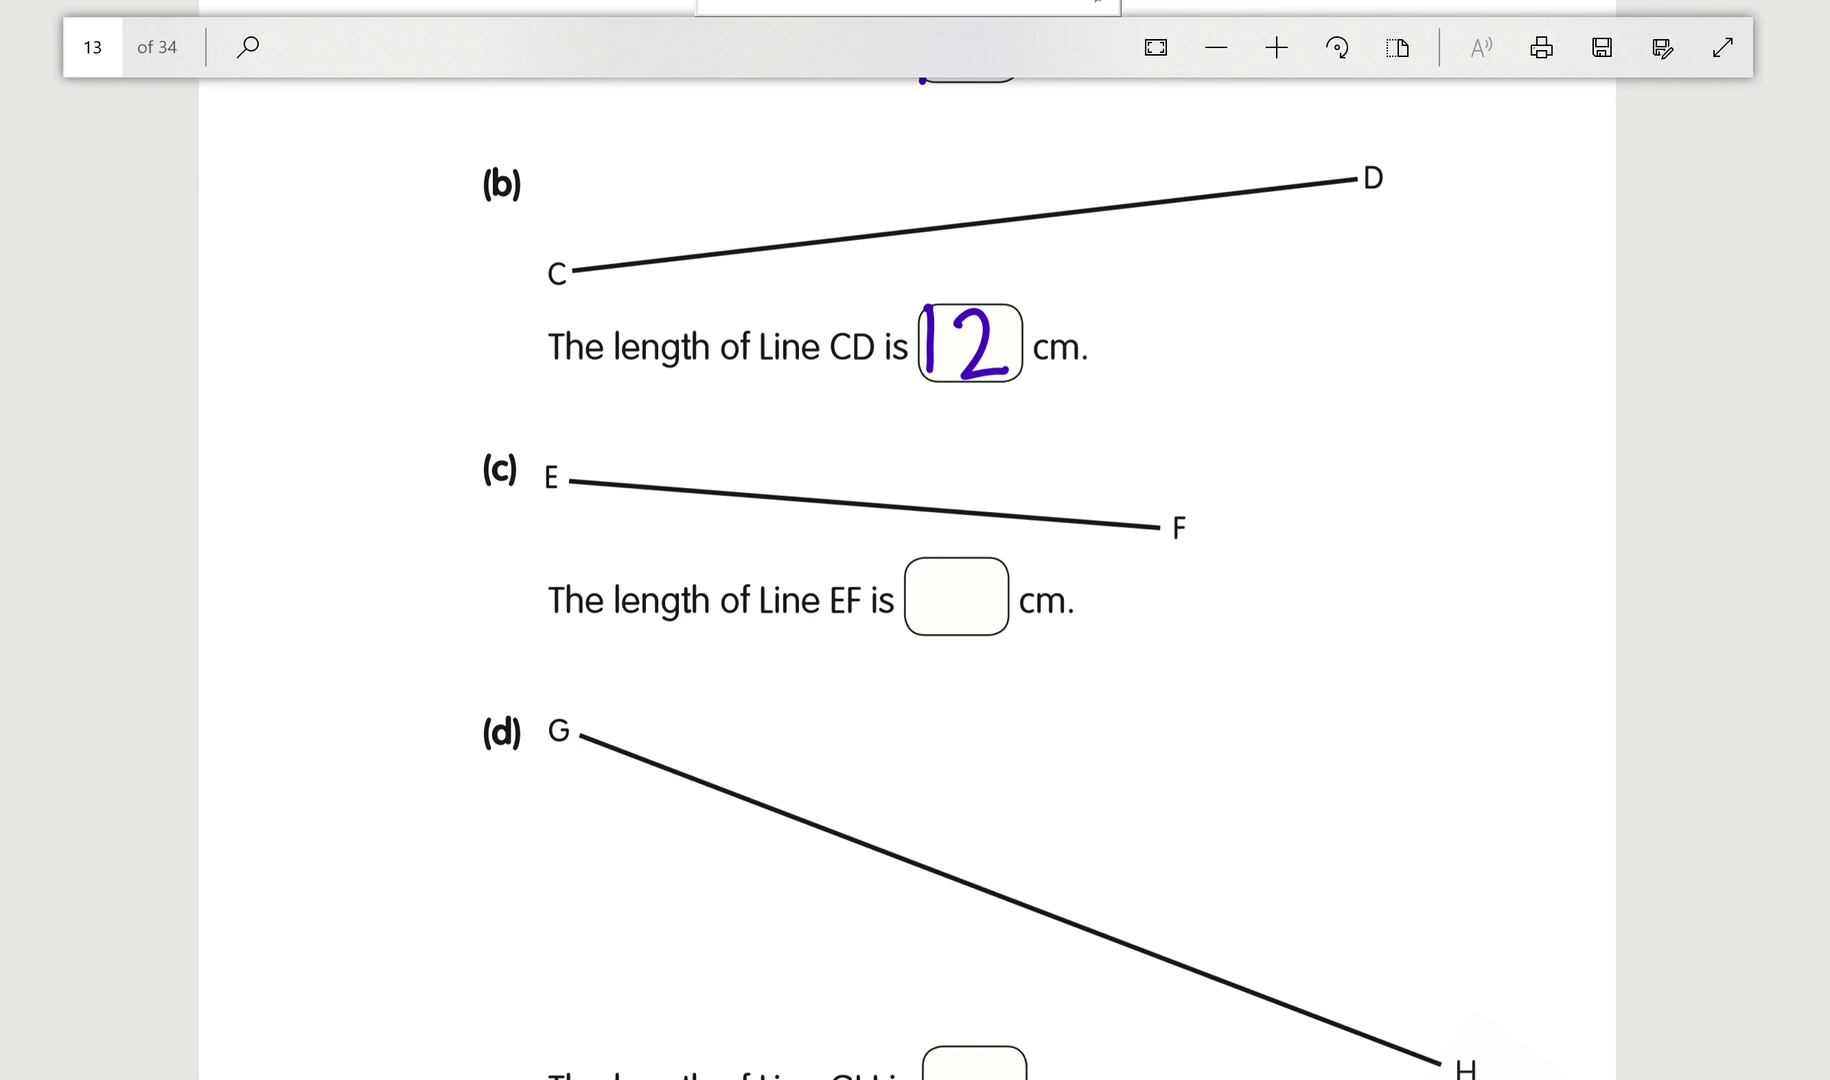 13 of 34
(b)
D
C
The length of Line CD is 12 cm.
(c) E
F
The length of Line EF is cm.
(d) G
H